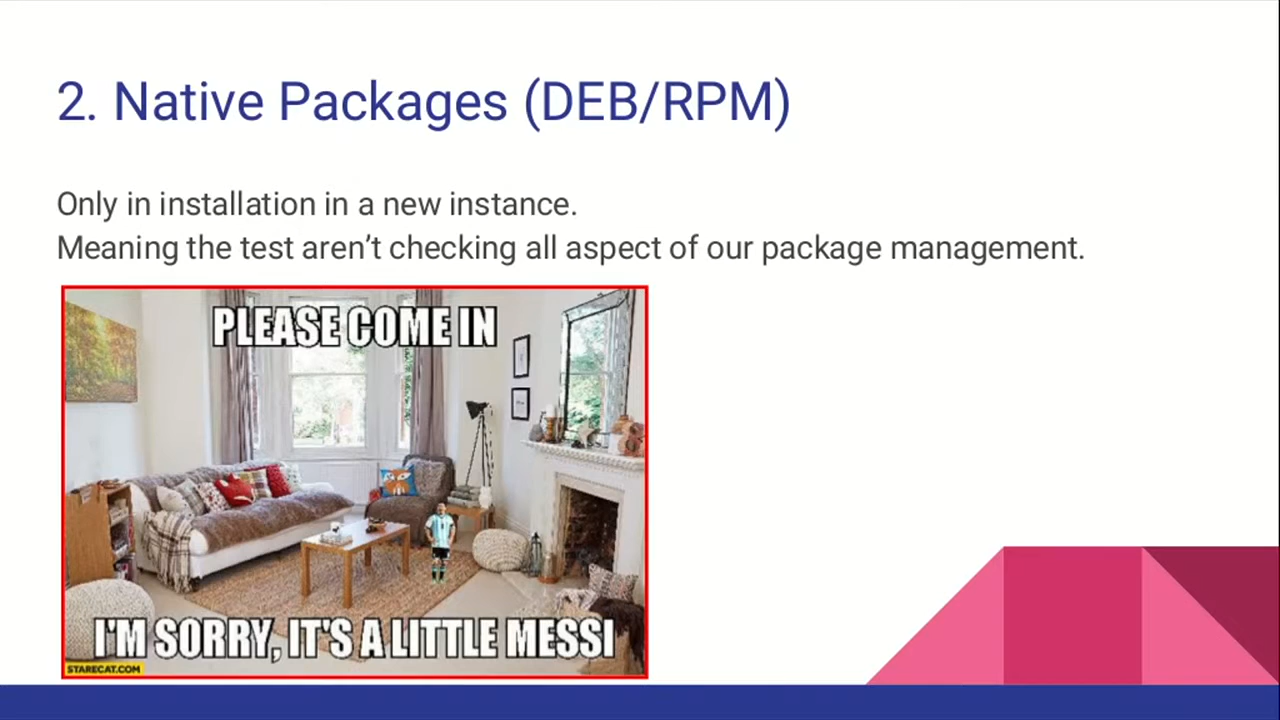 2. Native Packages (DEB/RPM)
Only in installation in a new instance.
Meaning the test aren’t checking all aspect of our package management.
PLEASE COME IN
I'M SORRY, IT'S A LITTLE MESSI
STARECAT.COM